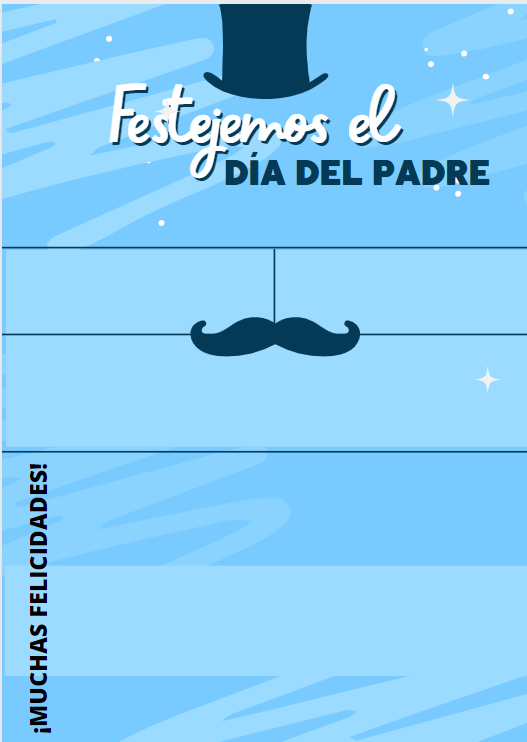 Festejemos el
DÍA DEL PADRE
¡MUCHAS FELICIDADES!